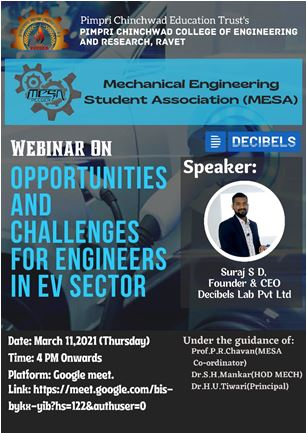 Pimpri Chinchwad Education Trust's
PIMPRI CHINCHWAD COLLEGE OF ENGINEERING
AND RESEARCH, RAVET
MESA
Mechanical Engineering
Student Association (MESA)
DECIBELS
WEBINAR ON
OPPORTUNITIES
AND
CHALLENGES
FOR ENGINEERS
IN EV SECTOR
Speaker:
Suraj S D,
Founder & CEO
Decibels Lab Pvt Ltd
Date: March 11,2021 (Thursday)
Time: 4 PM Onwards
Platform: Google meet.
Link: https://meet.google.com/bis-
bykx-yib?hs=122&authuser=0
Under the guidance of:
Prof.P.R.Chavan(MESA
Co-ordinator)
Dr.S.H.Mankar(HOD MECH)
Dr.H.U.Tiwari(Principal)